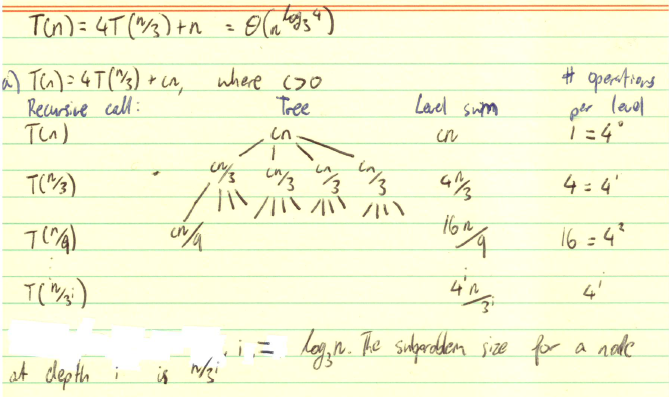 T(n) = 4T(n/3) + n = Θ(n^log₃4)
a) T(n) = 4T(n/3) + cn, where c>0 # operations
Recursive call: Tree Level sum per level
T(n) cn cn 1 = 4⁰
T(n/3) cn/3 cn/3 cn/3 cn/3 4n/3 4 = 4¹
T(n/9) cn/9 16n/9 16 = 4²
T(n/3ⁱ) 4ⁱn/3ⁱ 4ⁱ
i = log₃n. The subproblem size for a node
at depth i is n/3ⁱ